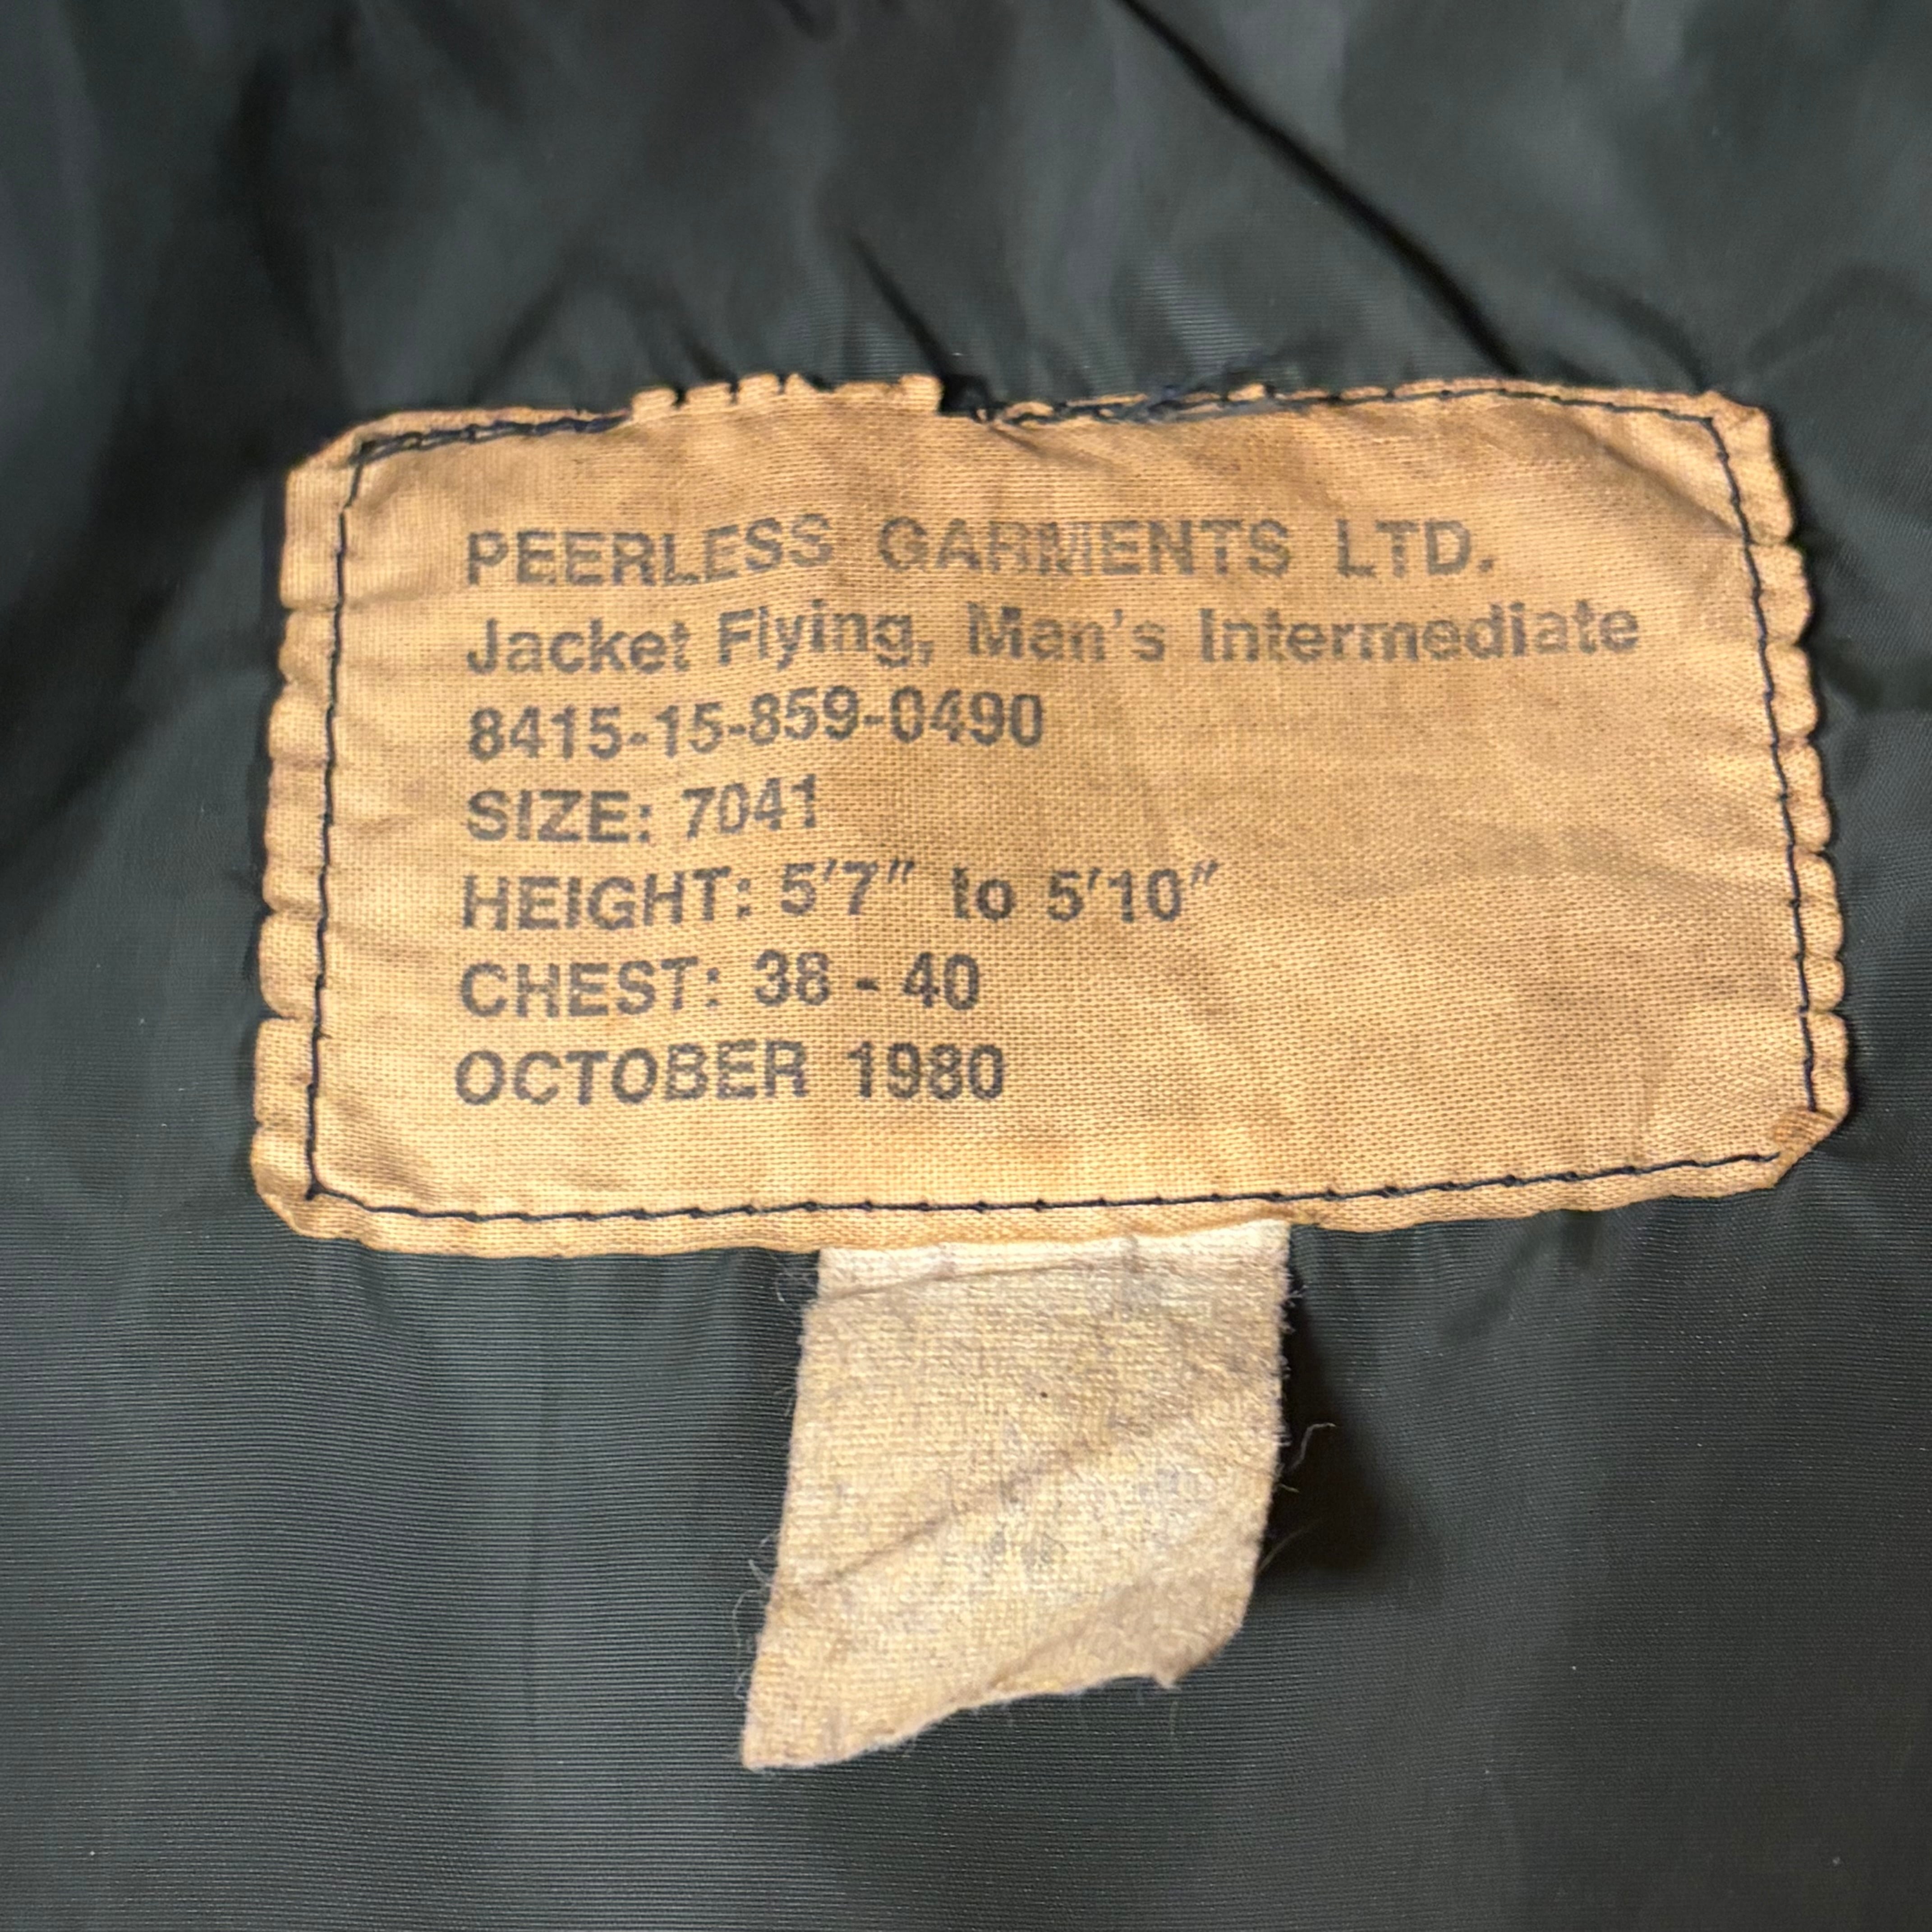 PEERLESS GARMENTS LTD.
Jacket Flying, Men's Intermediate
8415-15-859-0490
SIZE: 7041
HEIGHT: 5'7" to 5'10"
CHEST: 38 - 40
OCTOBER 1980